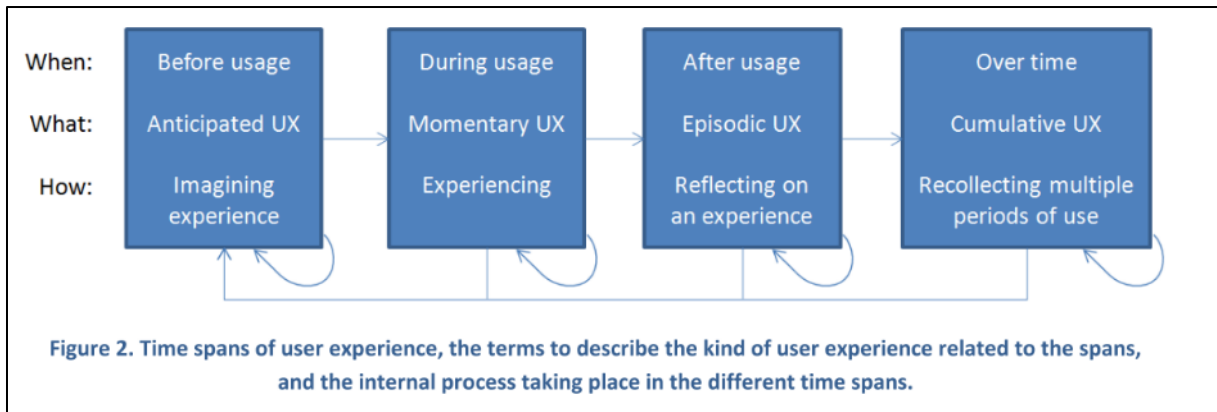 When: Before usage During usage After usage Over time
What: Anticipated UX Momentary UX Episodic UX Cumulative UX
How: Imagining Experiencing Reflecting on Recollecting multiple
experience an experience periods of use
Figure 2. Time spans of user experience, the terms to describe the kind of user experience related to the spans,
and the internal process taking place in the different time spans.